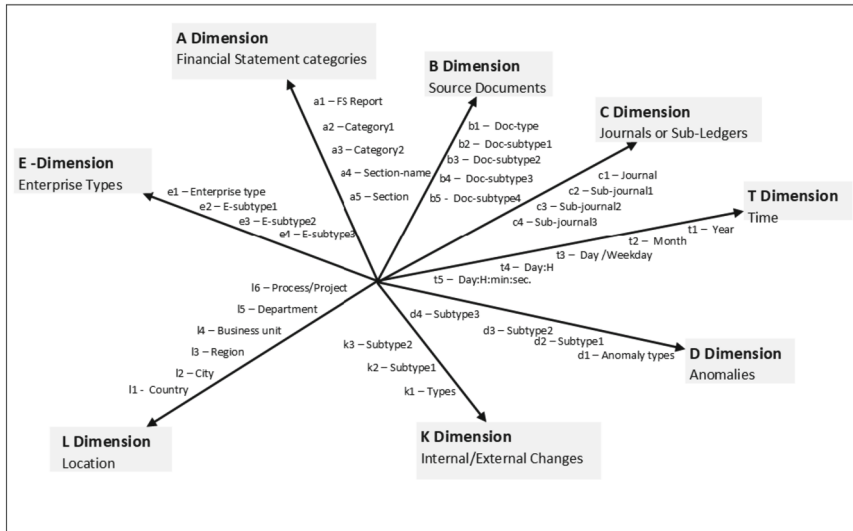 A Dimension
Financial Statement categories
a1 – FS Report
a2 – Category1
a3 – Category2
a4 – Section-name
a5 – Section
B Dimension
Source Documents
b1 – Doc-type
b2 – Doc-subtype1
b3 – Doc-subtype2
b4 – Doc-subtype3
b5 - Doc-subtype4
C Dimension
Journals or Sub-Ledgers
c1 – Journal
c2 – Sub-journal1
c3 – Sub-journal2
c4 – Sub-journal3
E -Dimension
Enterprise Types
e1 – Enterprise type
e2 – E-subtype1
e3 – E-subtype2
e4 – E-subtype3
T Dimension
Time
t1 – Year
t2 – Month
t3 – Day /Weekday
t4 – Day:H
t5 – Day:H:min:sec.
l6 – Process/Project
l5 – Department
l4 – Business unit
l3 – Region
l2 – City
l1 - Country
L Dimension
Location
k3 – Subtype2
k2 – Subtype1
k1 – Types
K Dimension
Internal/External Changes
d4 – Subtype3
d3 – Subtype2
d2 – Subtype1
d1 – Anomaly types
D Dimension
Anomalies